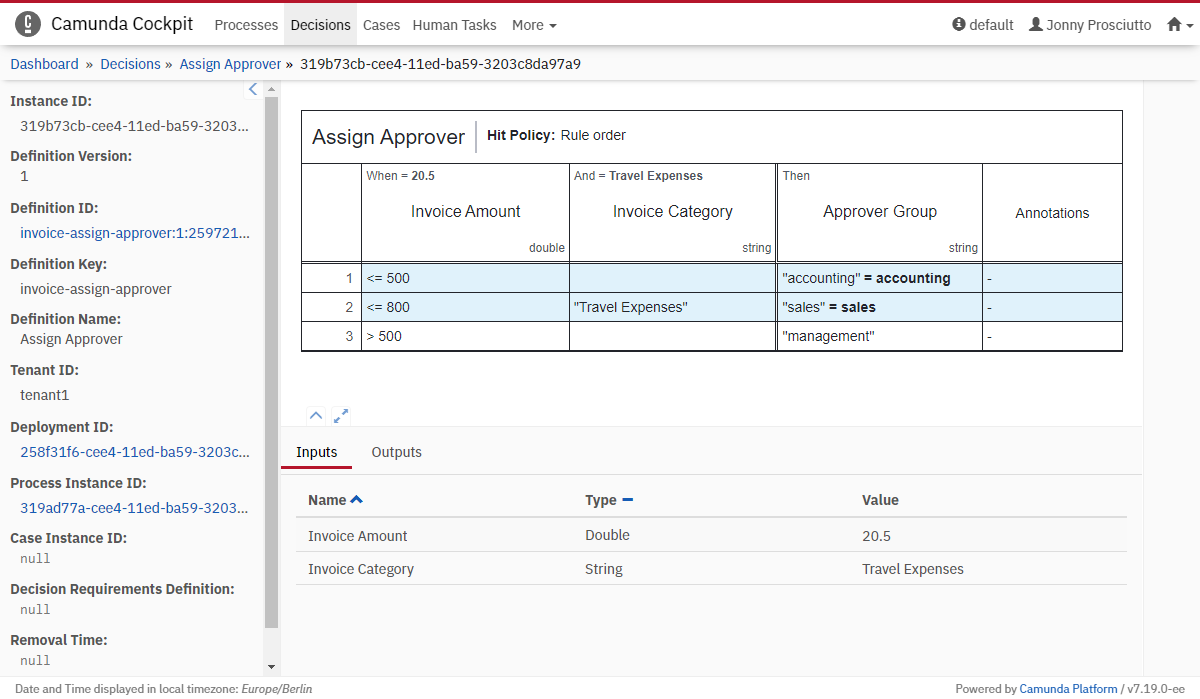 Camunda Cockpit Processes Decisions Cases Human Tasks More default Jonny Prosciutto
Dashboard » Decisions » Assign Approver » 319b73cb-cee4-11ed-ba59-3203c8da97a9
Instance ID:
319b73cb-cee4-11ed-ba59-3203...
Definition Version:
1
Definition ID:
invoice-assign-approver:1:259721...
Definition Key:
invoice-assign-approver
Definition Name:
Assign Approver
Tenant ID:
tenant1
Deployment ID:
258f31f6-cee4-11ed-ba59-3203c...
Process Instance ID:
319ad77a-cee4-11ed-ba59-3203...
Case Instance ID:
null
Decision Requirements Definition:
null
Removal Time:
null
Assign Approver Hit Policy: Rule order
When = 20.5 And = Travel Expenses Then
Invoice Amount Invoice Category Approver Group Annotations
double string string
1 <= 500 "accounting" = accounting -
2 <= 800 "Travel Expenses" "sales" = sales -
3 > 500 "management" -
Inputs Outputs
Name Type Value
Invoice Amount Double 20.5
Invoice Category String Travel Expenses
Date and Time displayed in local timezone: Europe/Berlin Powered by Camunda Platform / v7.19.0-ee